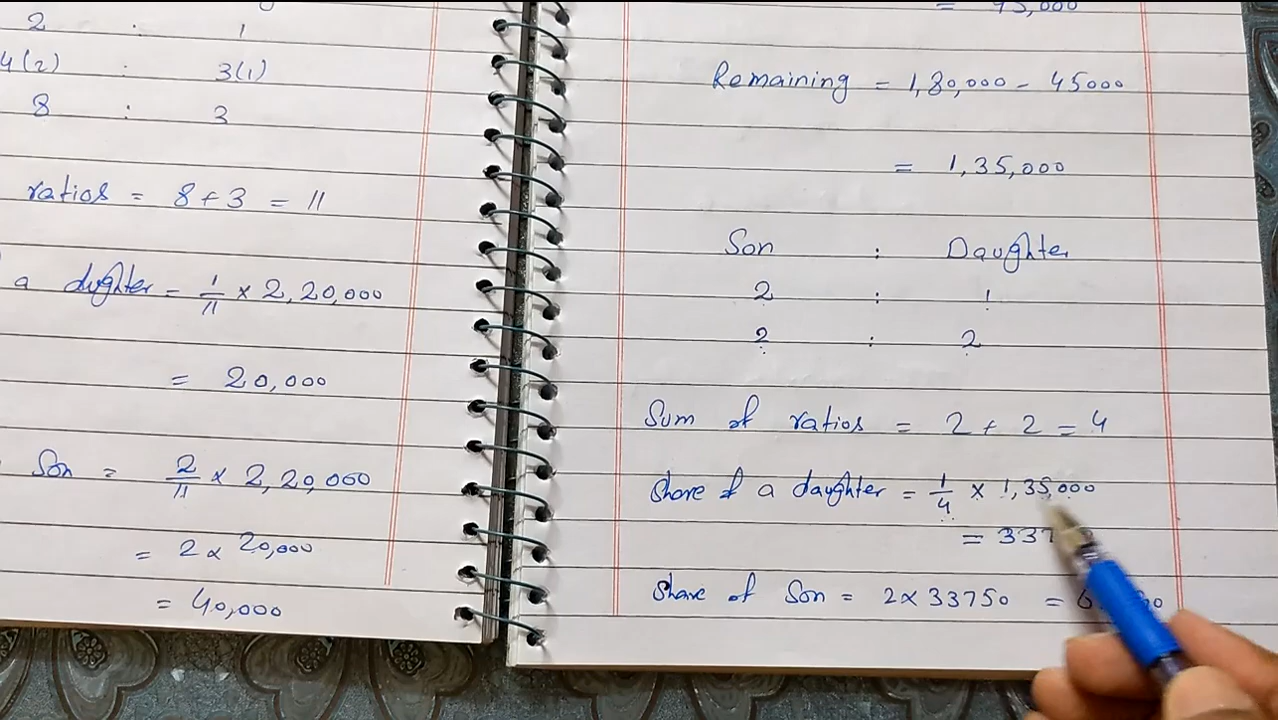 2 : 1
4(2) : 3(1)
8 : 3
ratios = 8+3 = 11
a dughter = 1/11 × 2,20,000
= 20,000
Son = 2/11 × 2,20,000
= 2 × 20,000
= 40,000
Remaining = 1,80,000 - 45000
= 1,35,000
Son : Daughter
2 : 1
2 : 2
Sum of ratios = 2 + 2 = 4
Share of a daughter = 1/4 × 1,35,000
= 337
Share of Son = 2×33750 =